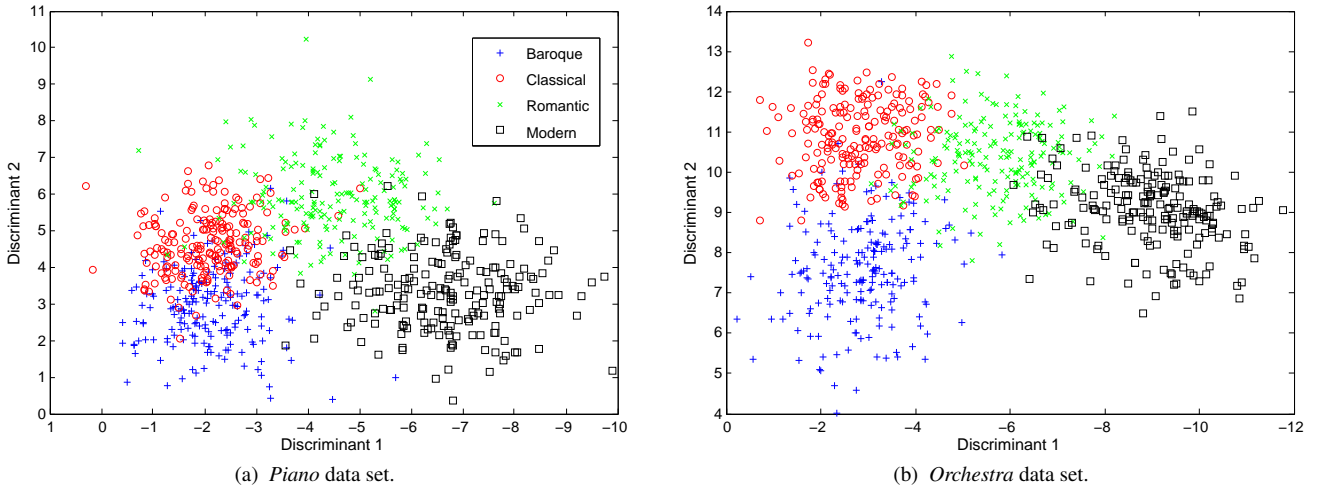 11
10
9
8
7
6
5
4
3
2
1
0
Discriminant 2
1 0 −1 −2 −3 −4 −5 −6 −7 −8 −9 −10
Discriminant 1
Baroque
Classical
Romantic
Modern
(a) Piano data set.
14
13
12
11
10
9
8
7
6
5
4
Discriminant 2
−2 −4 −6 −8 −10 −12
Discriminant 1
(b) Orchestra data set.